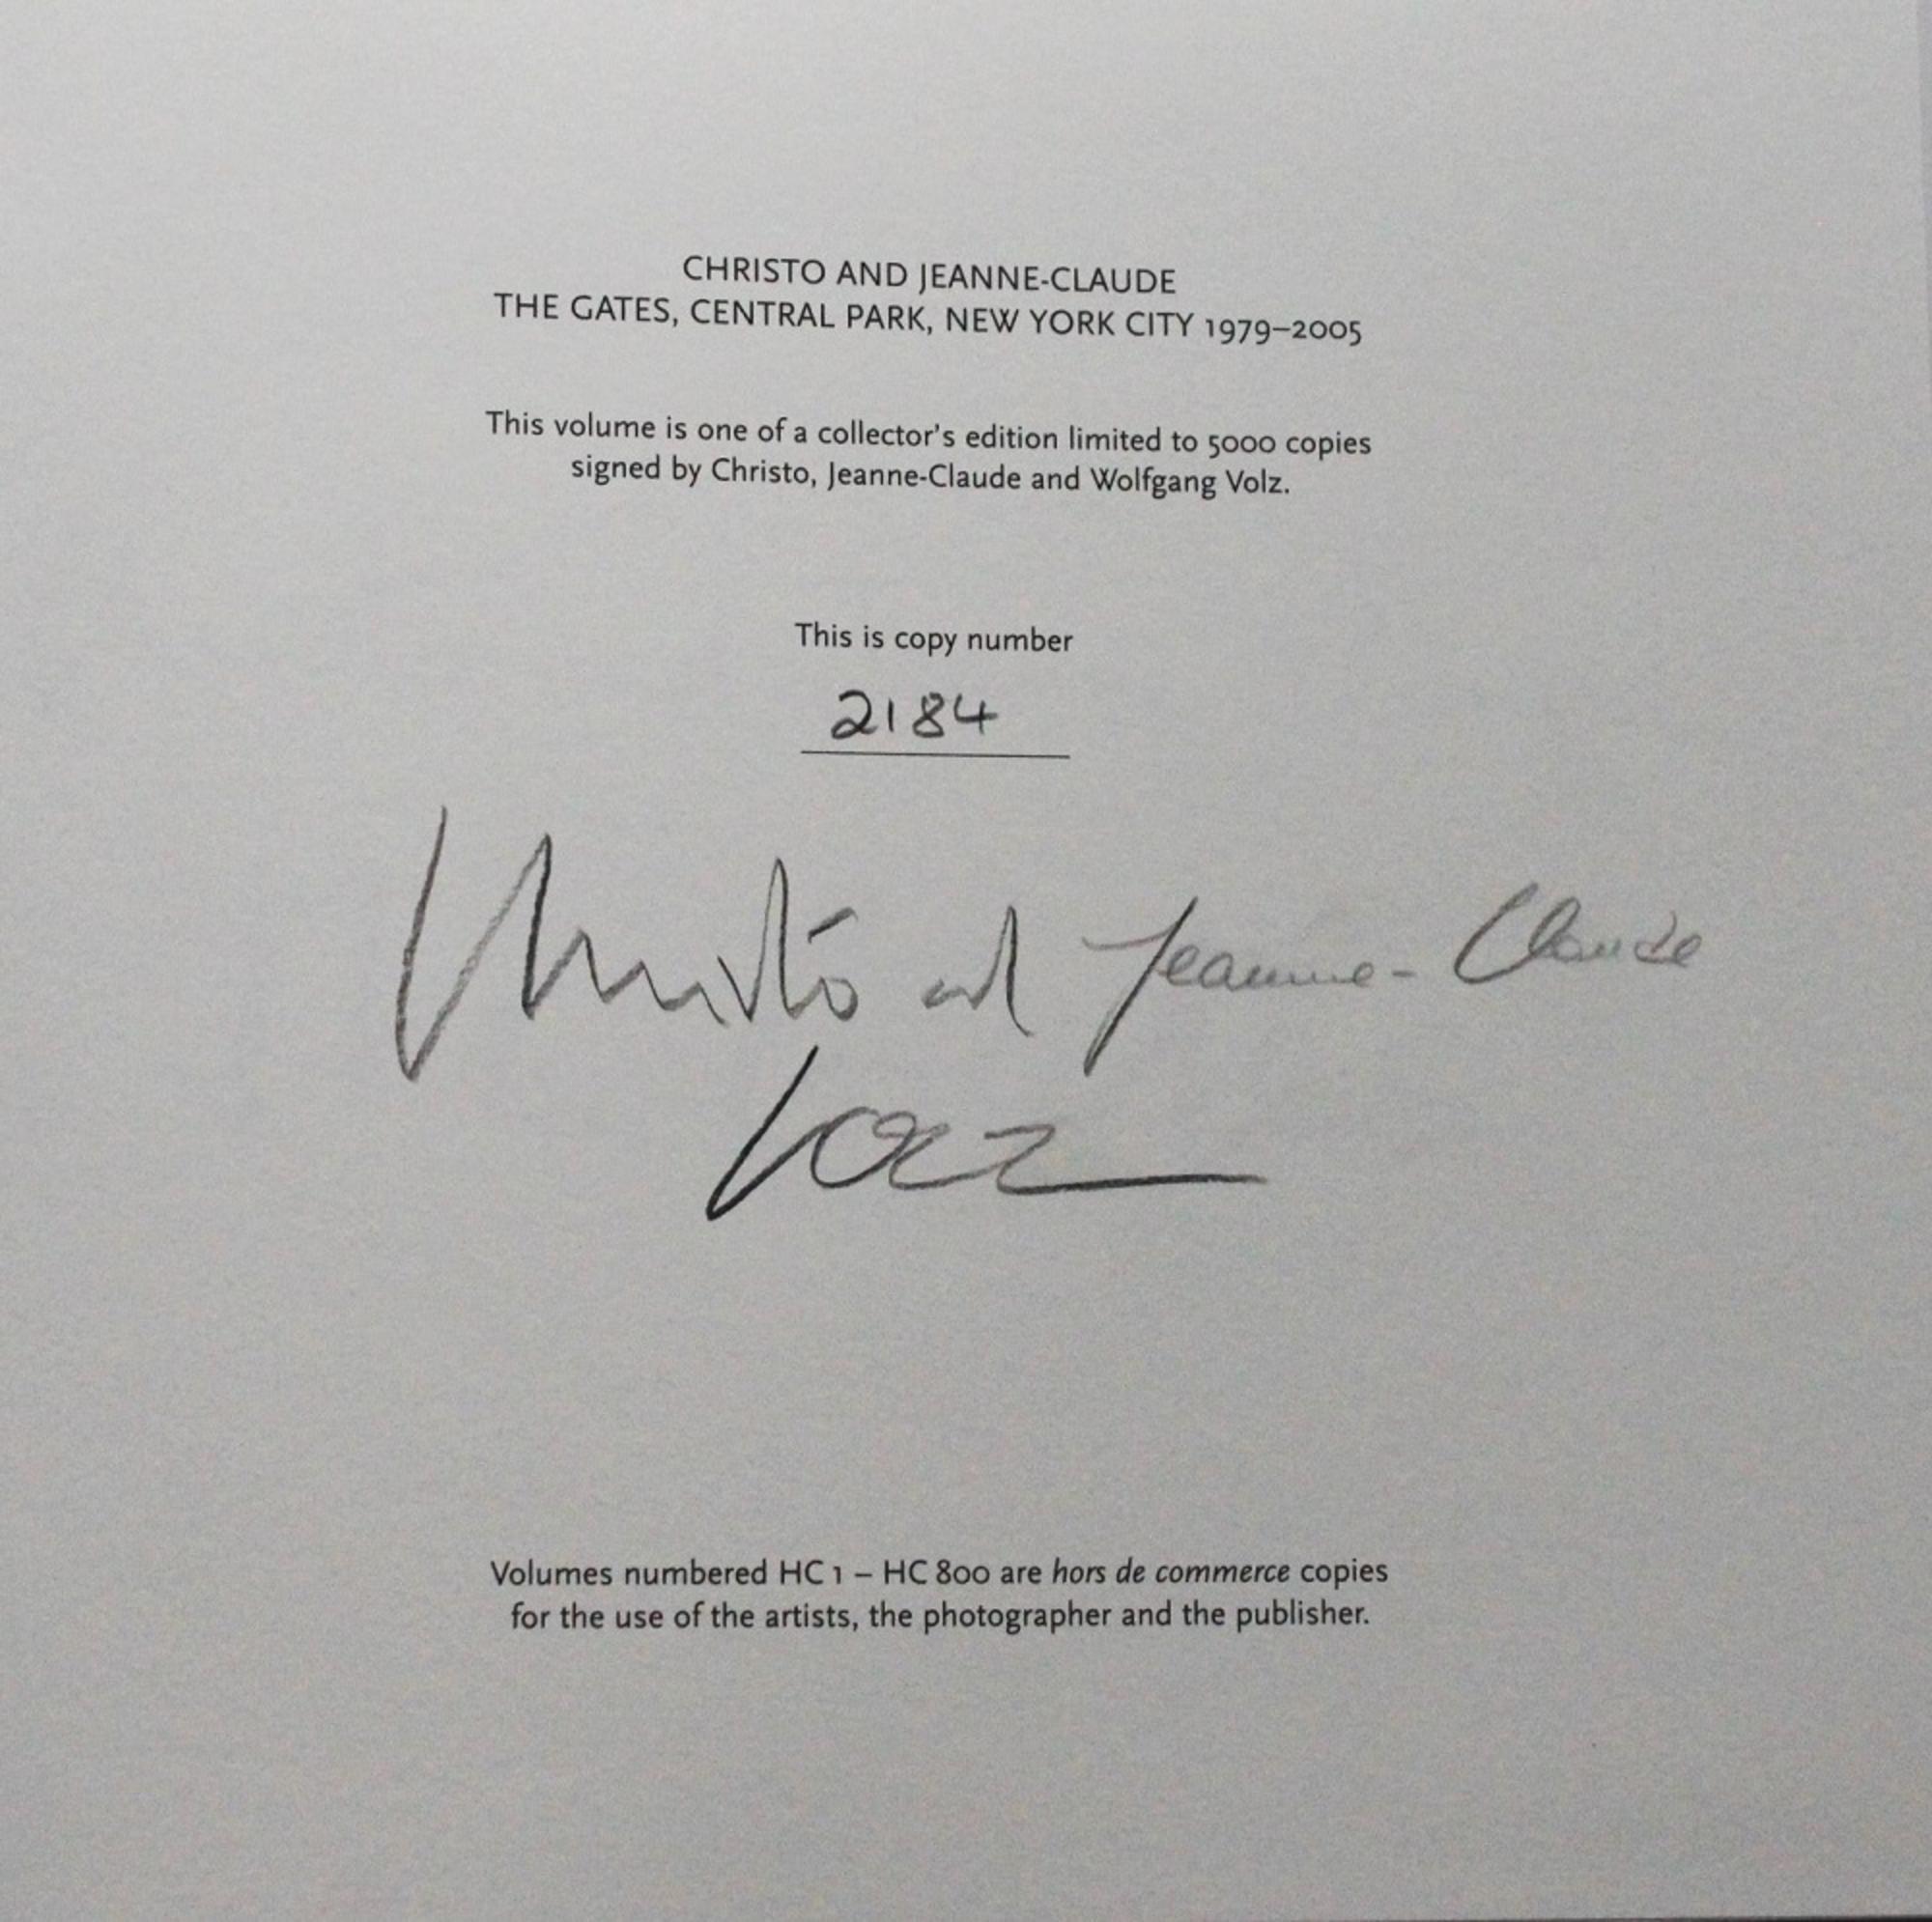 CHRISTO AND JEANNE-CLAUDE
THE GATES, CENTRAL PARK, NEW YORK CITY 1979–2005
This volume is one of a collector's edition limited to 5000 copies
signed by Christo, Jeanne-Claude and Wolfgang Volz.
This is copy number
2184
Christo and Jeanne-Claude
Volz
Volumes numbered HC 1 – HC 800 are hors de commerce copies
for the use of the artists, the photographer and the publisher.